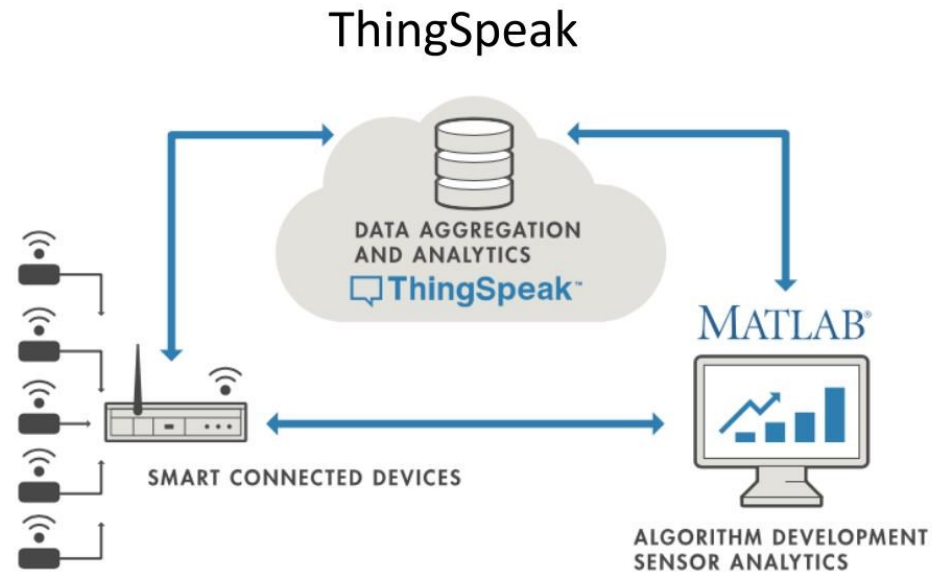 ThingSpeak
DATA AGGREGATION
AND ANALYTICS
ThingSpeak™
MATLAB®
SMART CONNECTED DEVICES
ALGORITHM DEVELOPMENT
SENSOR ANALYTICS